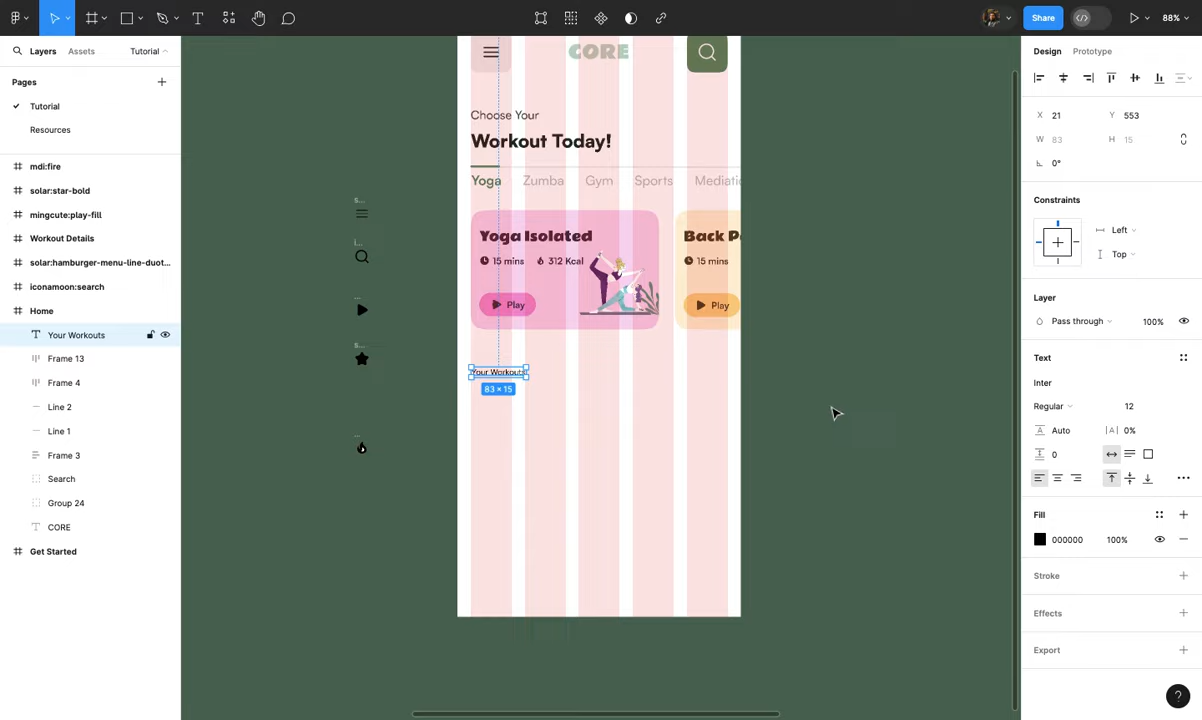 Share
88%
Layers
Assets
Tutorial
Pages
Tutorial
Resources
mdi:fire
solar:star-bold
mingcute:play-fill
Workout Details
solar:hamburger-menu-line-duot...
iconamoon:search
Home
Your Workouts
Frame 13
Frame 4
Line 2
Line 1
Frame 3
Search
Group 24
CORE
Get Started
s...
i...
...
s...
...
CORE
Choose Your
Workout Today!
Yoga
Zumba
Gym
Sports
Mediatio
Yoga Isolated
15 mins
312 Kcal
Play
Back P
15 mins
Play
Your Workouts
83 × 15
Design
Prototype
X 21
Y 553
W 83
H 15
0°
Constraints
Left
Top
Layer
Pass through
100%
Text
Inter
Regular
12
A Auto
|A| 0%
0
Fill
000000
100%
Stroke
Effects
Export
?